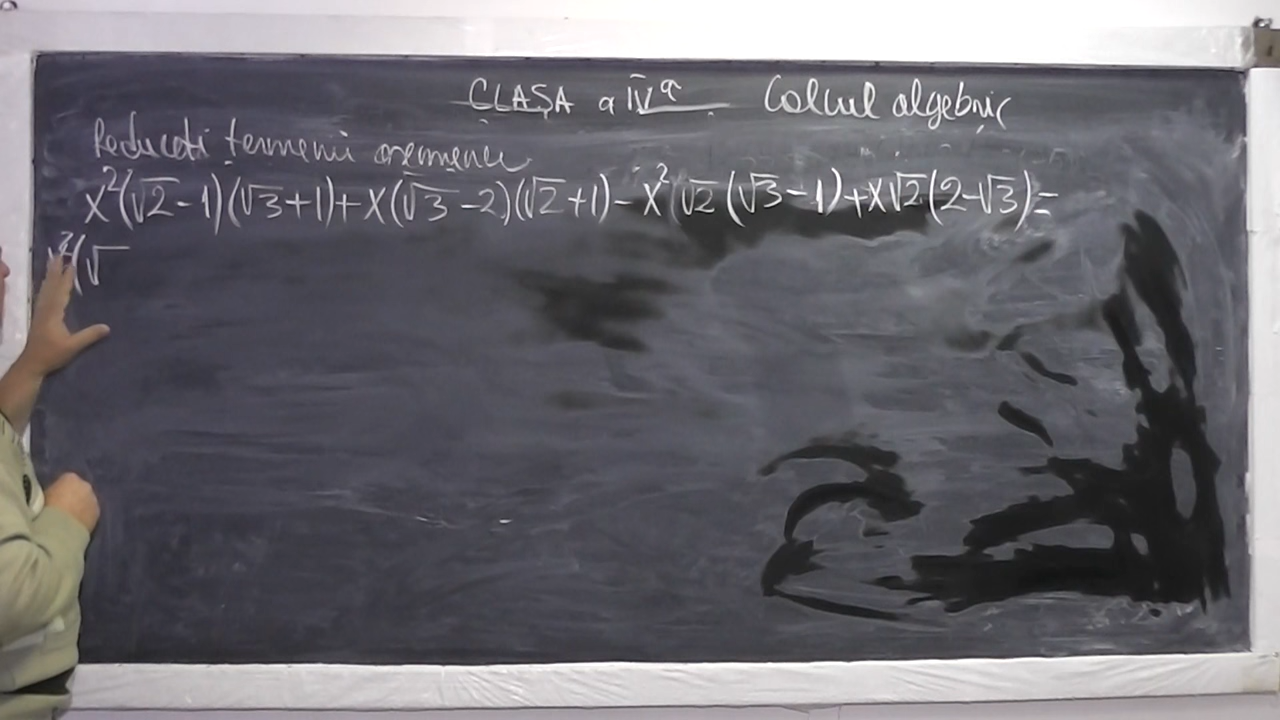 CLASA a IVª Calcul algebric
Reduceti termenii asemenea
x²(√2-1)(√3+1)+x(√3-2)(√2+1)-x²(√2(√3-1)+x√2(2-√3)=
x²(√